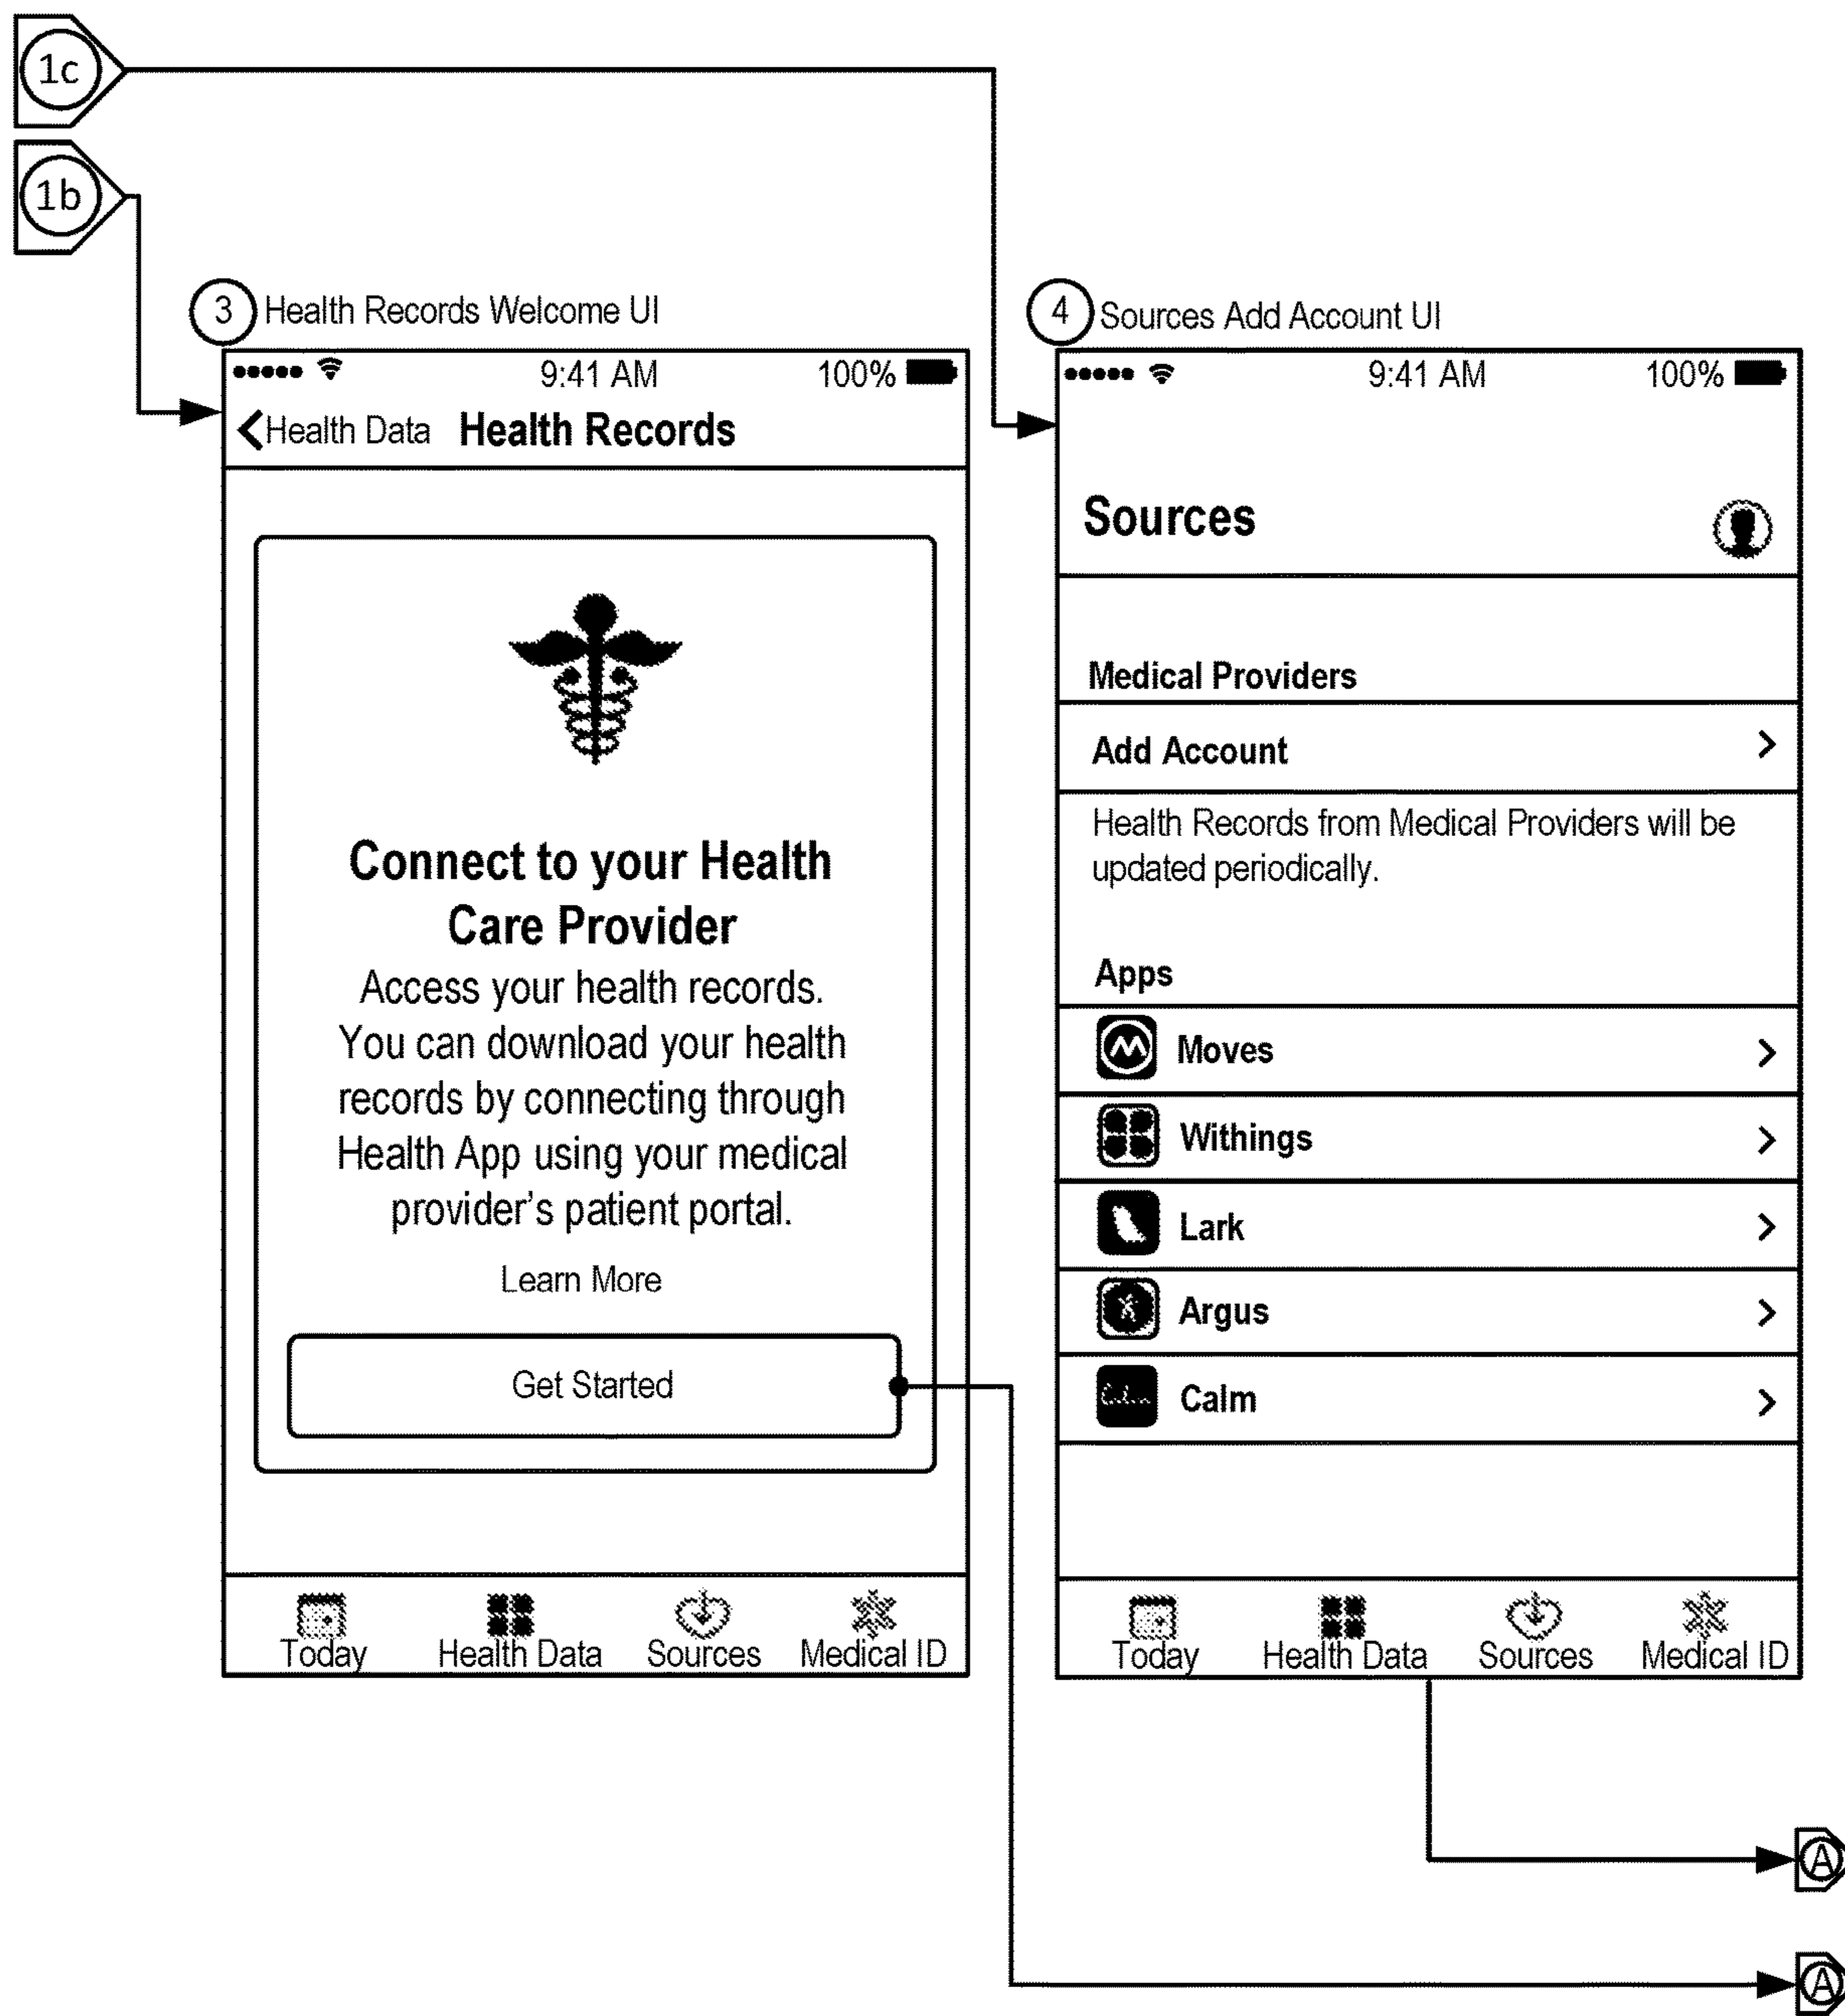 1c
1b
3 Health Records Welcome UI
9:41 AM 100%
Health Data Health Records
Connect to your Health
Care Provider
Access your health records.
You can download your health
records by connecting through
Health App using your medical
provider's patient portal.
Learn More
Get Started
Today Health Data Sources Medical ID
4 Sources Add Account UI
9:41 AM 100%
Sources
Medical Providers
Add Account
Health Records from Medical Providers will be
updated periodically.
Apps
Moves
Withings
Lark
Argus
Calm
Today Health Data Sources Medical ID
A
A